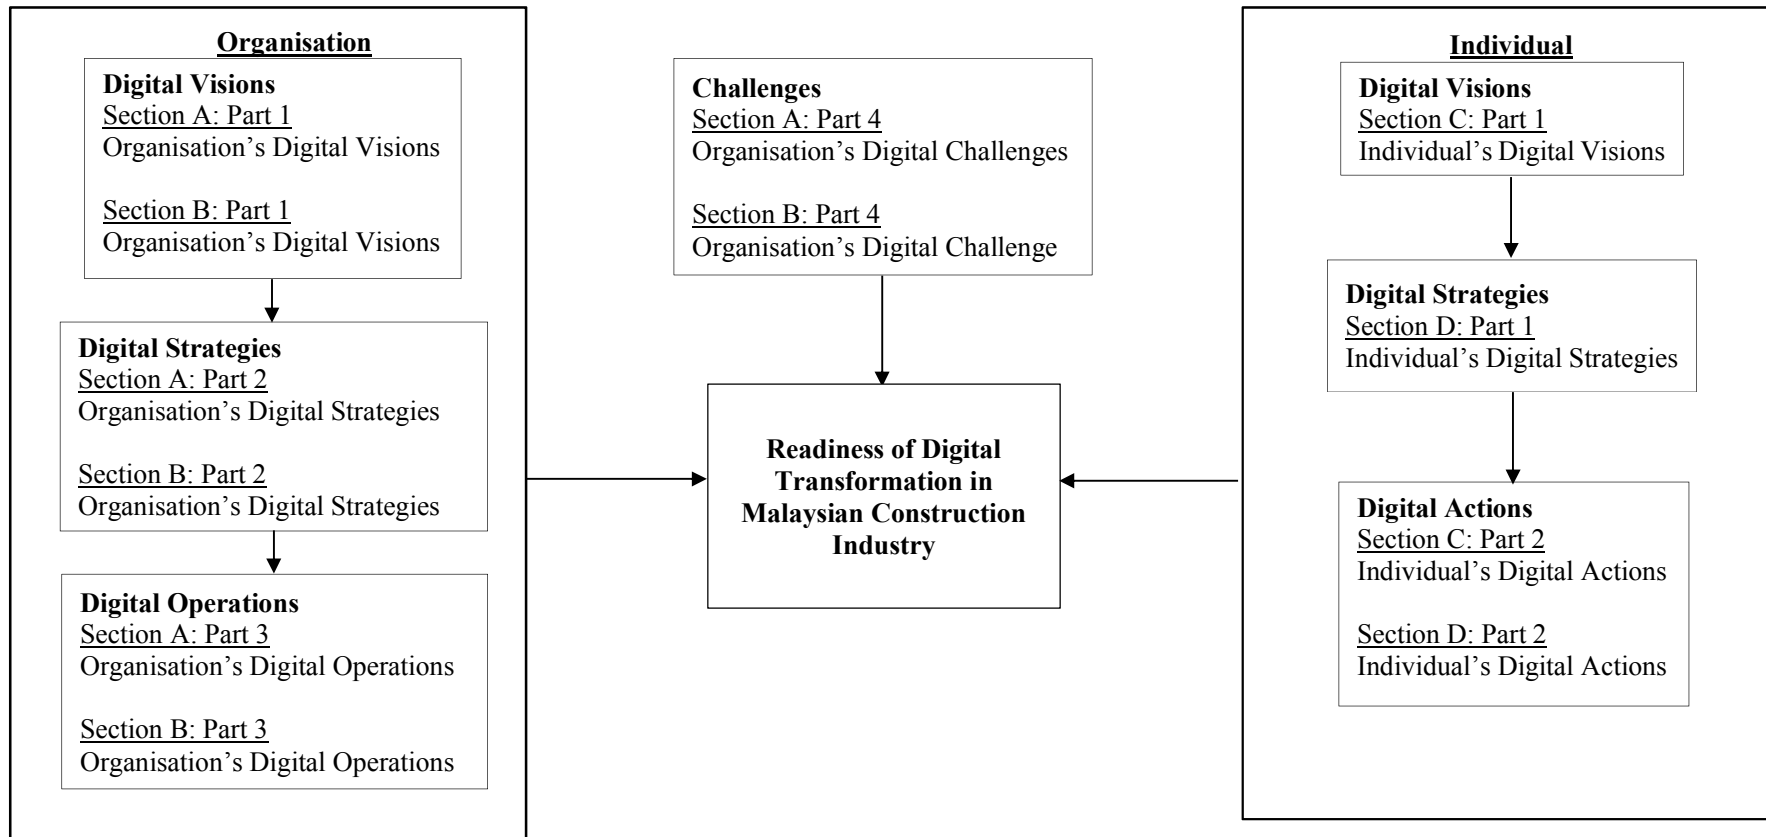 Organisation
Digital Visions
Section A: Part 1
Organisation’s Digital Visions
Section B: Part 1
Organisation’s Digital Visions
Digital Strategies
Section A: Part 2
Organisation’s Digital Strategies
Section B: Part 2
Organisation’s Digital Strategies
Digital Operations
Section A: Part 3
Organisation’s Digital Operations
Section B: Part 3
Organisation’s Digital Operations
Challenges
Section A: Part 4
Organisation’s Digital Challenges
Section B: Part 4
Organisation’s Digital Challenge
Readiness of Digital
Transformation in
Malaysian Construction
Industry
Individual
Digital Visions
Section C: Part 1
Individual’s Digital Visions
Digital Strategies
Section D: Part 1
Individual’s Digital Strategies
Digital Actions
Section C: Part 2
Individual’s Digital Actions
Section D: Part 2
Individual’s Digital Actions